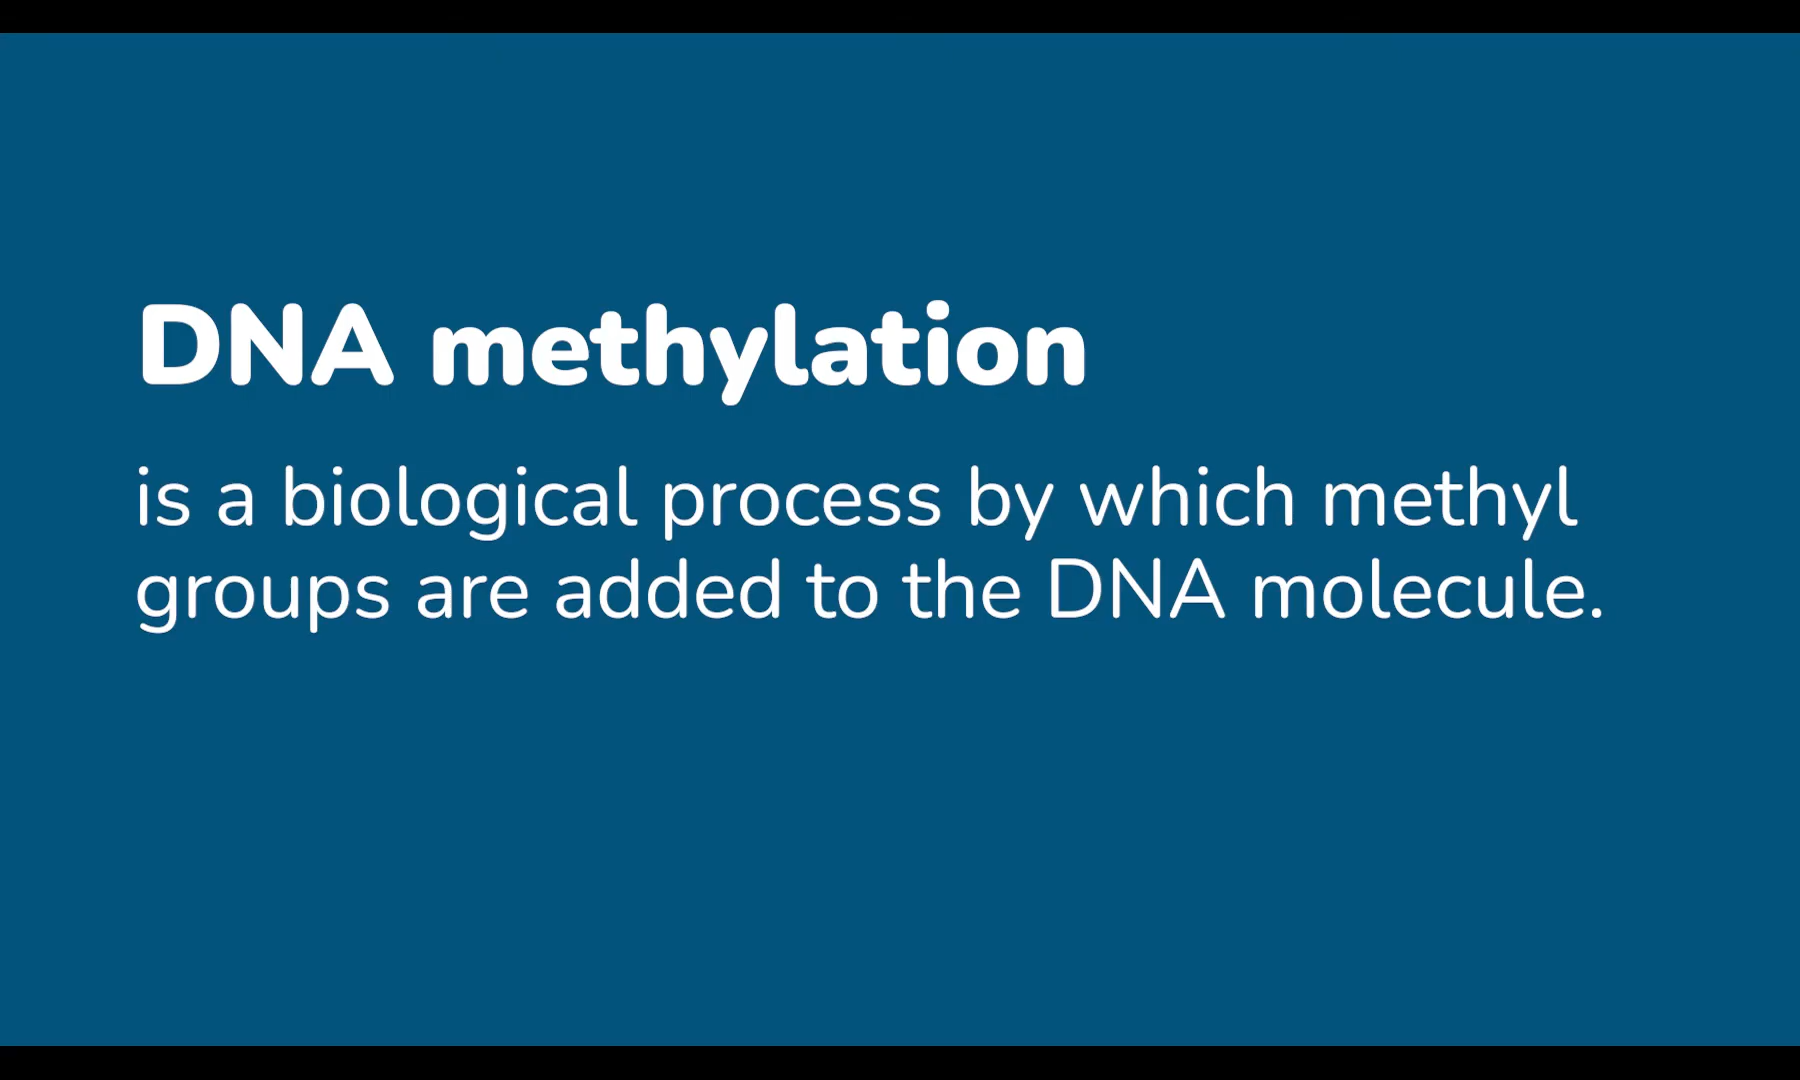 DNA methylation
is a biological process by which methyl
groups are added to the DNA molecule.